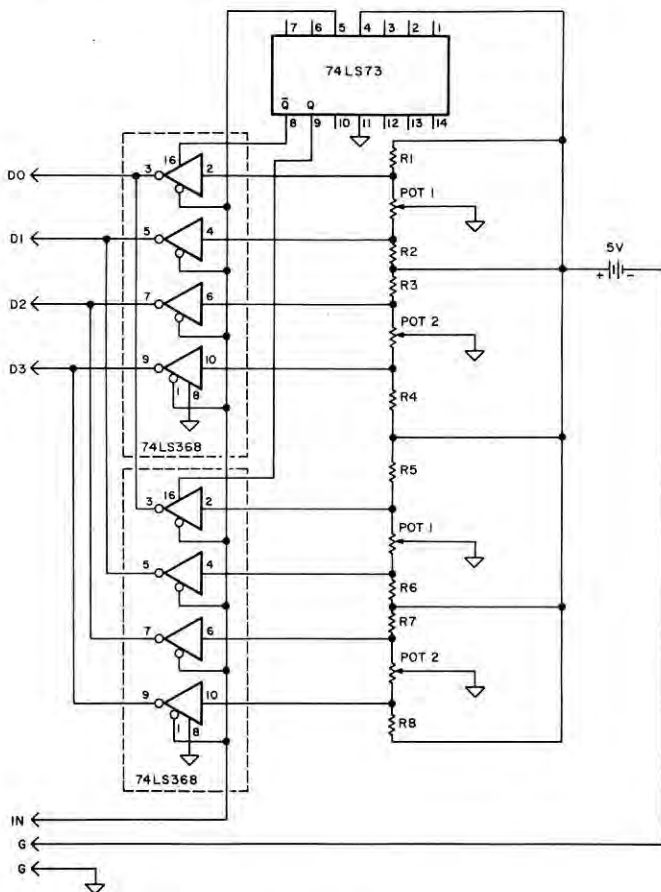 7 6 5 4 3 2 1
74LS73
Q̅ Q
8 9 10 11 12 13 14
D0 3 16 2 R1
POT 1
D1 5 4
R2
5V
+ -
R3
D2 7 6
POT 2
D3 9 10
1 8 R4
74LS368
R5
3 16 2
POT 1
5 4
R6
R7
7 6
POT 2
9 10
R8
1 8
74LS368
IN
G
G